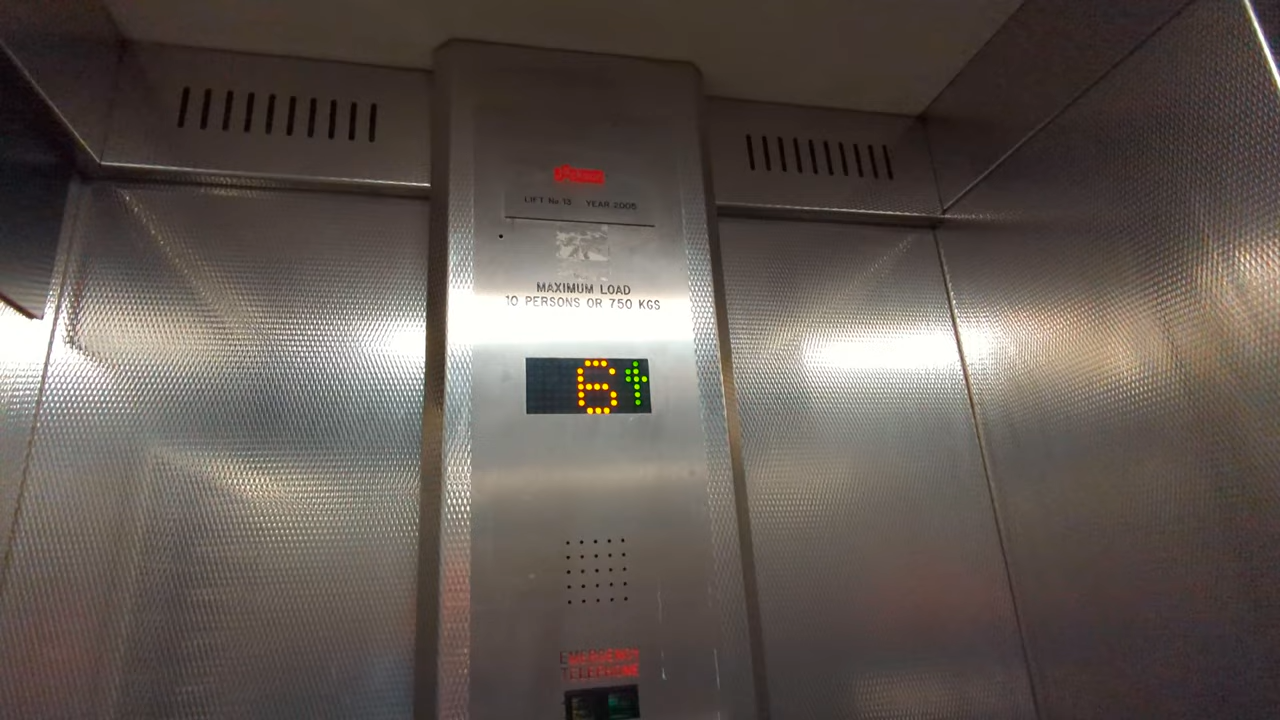 LIFT No 13 YEAR 2005
MAXIMUM LOAD
10 PERSONS OR 750 KGS
6
EMERGENCY
TELEPHONE